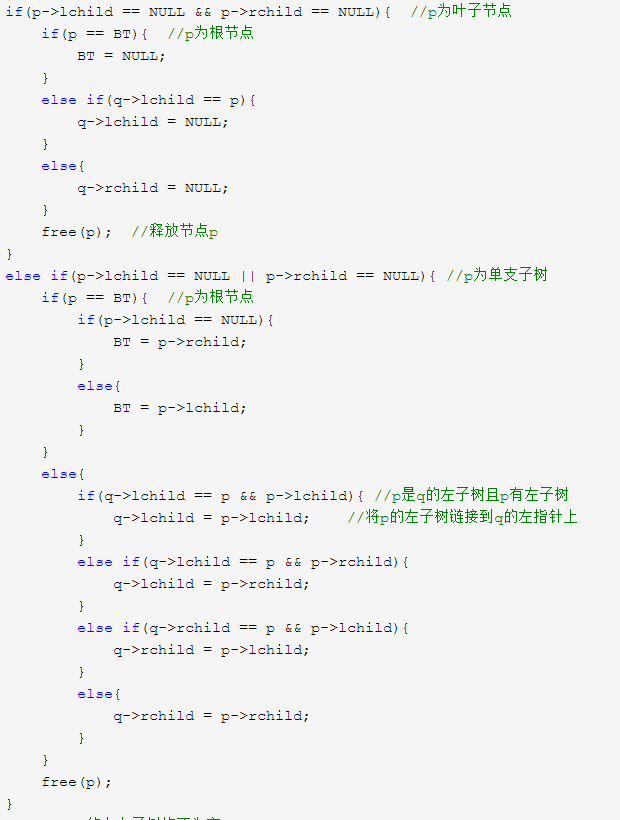 if(p->lchild == NULL && p->rchild == NULL){  //p为叶子节点
    if(p == BT){  //p为根节点
        BT = NULL;
    }
    else if(q->lchild == p){
        q->lchild = NULL;
    }
    else{
        q->rchild = NULL;
    }
    free(p);  //释放节点p
}
else if(p->lchild == NULL || p->rchild == NULL){ //p为单支子树
    if(p == BT){  //p为根节点
        if(p->lchild == NULL){
            BT = p->rchild;
        }
        else{
            BT = p->lchild;
        }
    }
    else{
        if(q->lchild == p && p->lchild){ //p是q的左子树且p有左子树
            q->lchild = p->lchild;    //将p的左子树链接到q的左指针上
        }
        else if(q->lchild == p && p->rchild){
            q->lchild = p->rchild;
        }
        else if(q->rchild == p && p->lchild){
            q->rchild = p->lchild;
        }
        else{
            q->rchild = p->rchild;
        }
    }
    free(p);
}